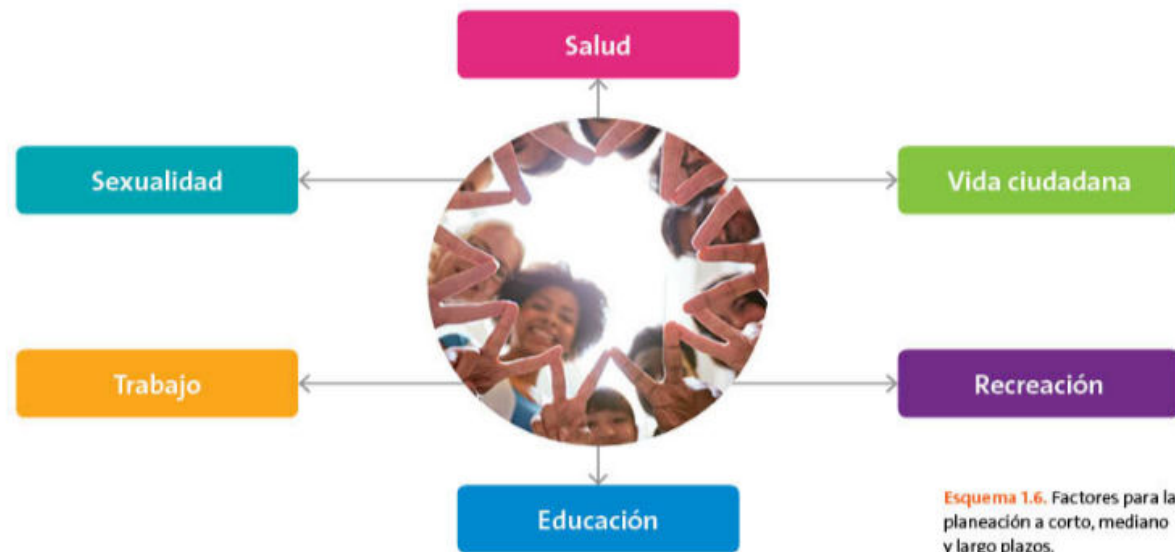 Salud
Sexualidad
Vida ciudadana
Trabajo
Recreación
Educación
Esquema 1.6. Factores para la
planeación a corto, mediano
y largo plazos.